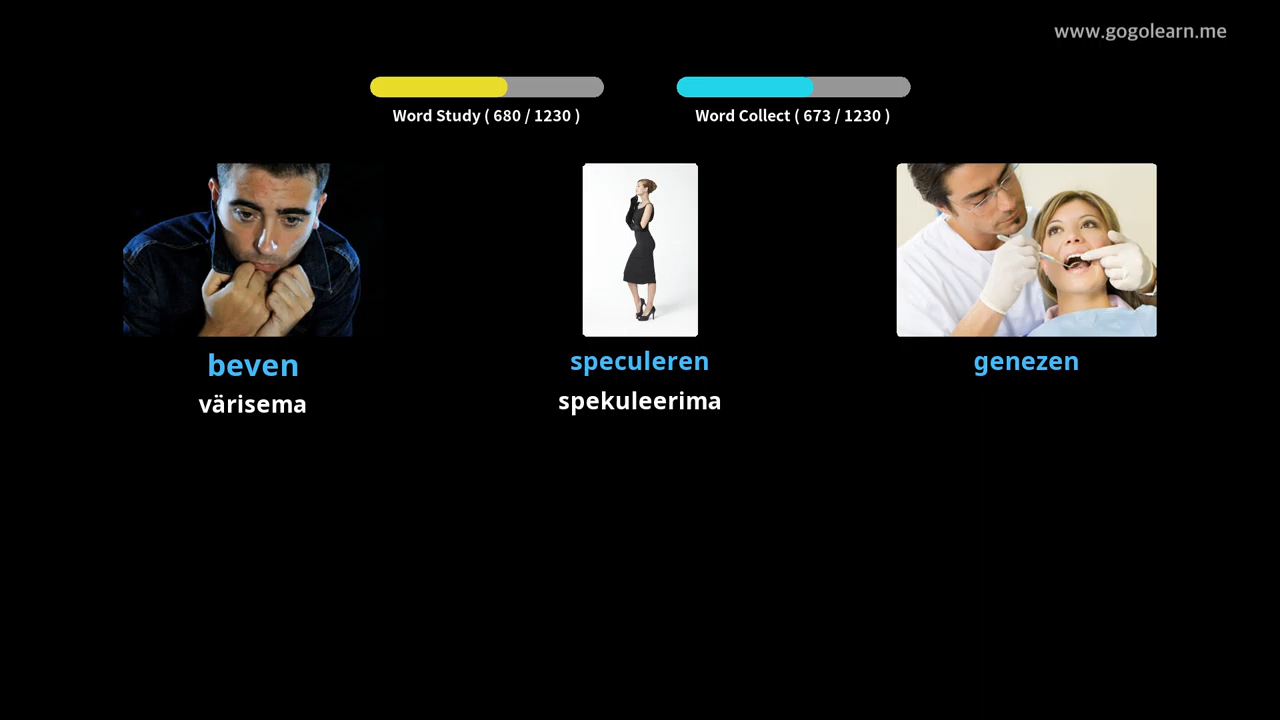 www.gogolearn.me
Word Study ( 680 / 1230 )
Word Collect ( 673 / 1230 )
beven
värisema
speculeren
spekuleerima
genezen